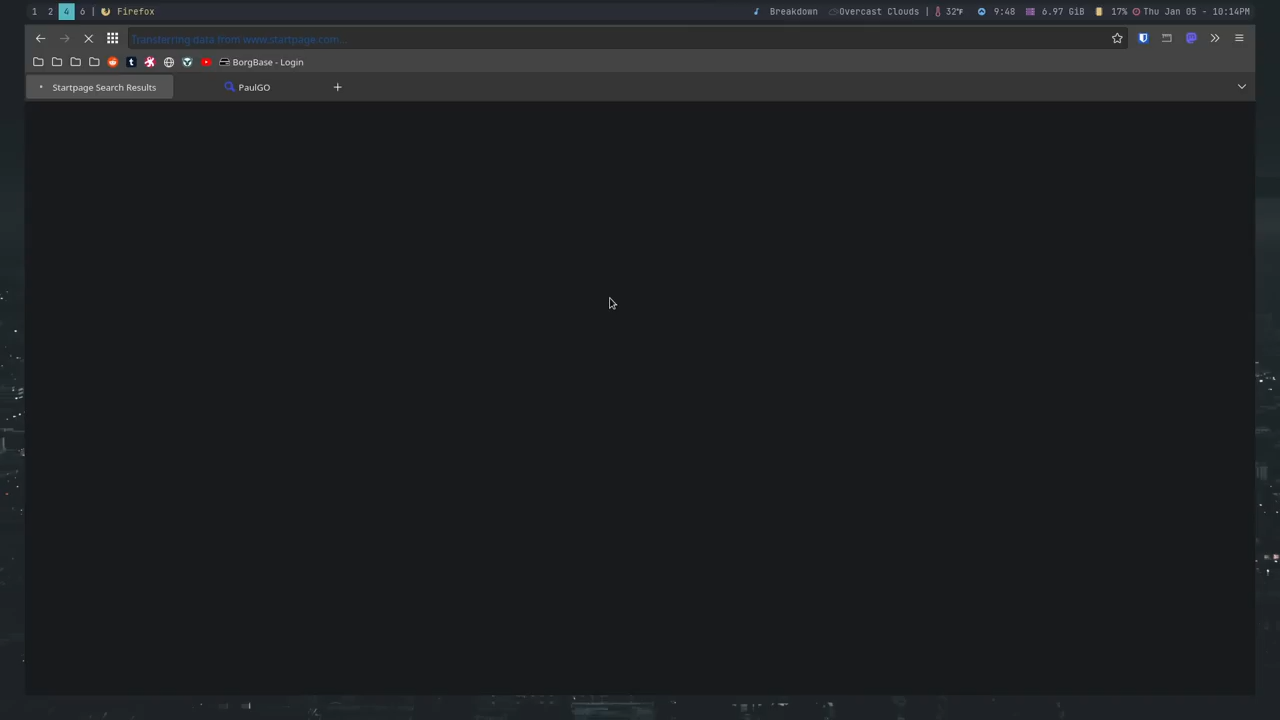 1 2 4 6 | Firefox Breakdown Overcast Clouds | 32°F 9:48 6.97 GiB 17% Thu Jan 05 - 10:14PM
Transferring data from www.startpage.com…
BorgBase - Login
Startpage Search Results PaulGO